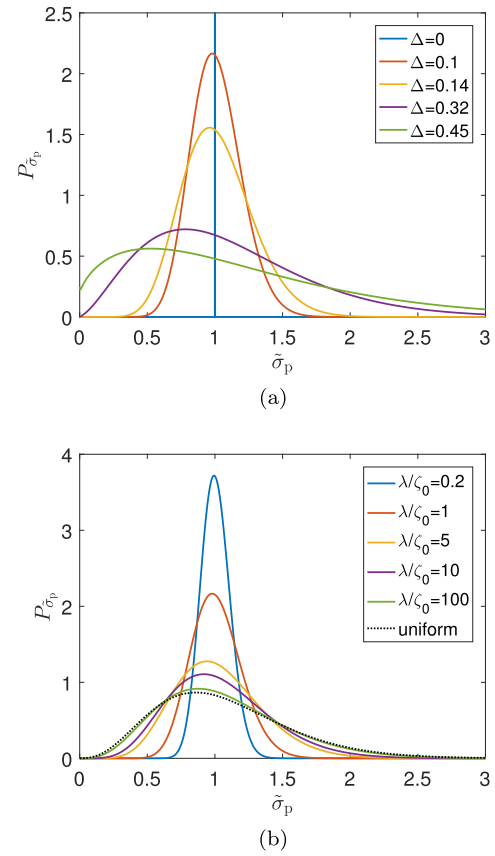 2.5
2
1.5
1
0.5
0
P_σ̃p
Δ=0
Δ=0.1
Δ=0.14
Δ=0.32
Δ=0.45
0 0.5 1 1.5 2 2.5 3
σ̃p
(a)
4
3
2
1
0
P_σ̃p
λ/ζ0=0.2
λ/ζ0=1
λ/ζ0=5
λ/ζ0=10
λ/ζ0=100
uniform
0 0.5 1 1.5 2 2.5 3
σ̃p
(b)